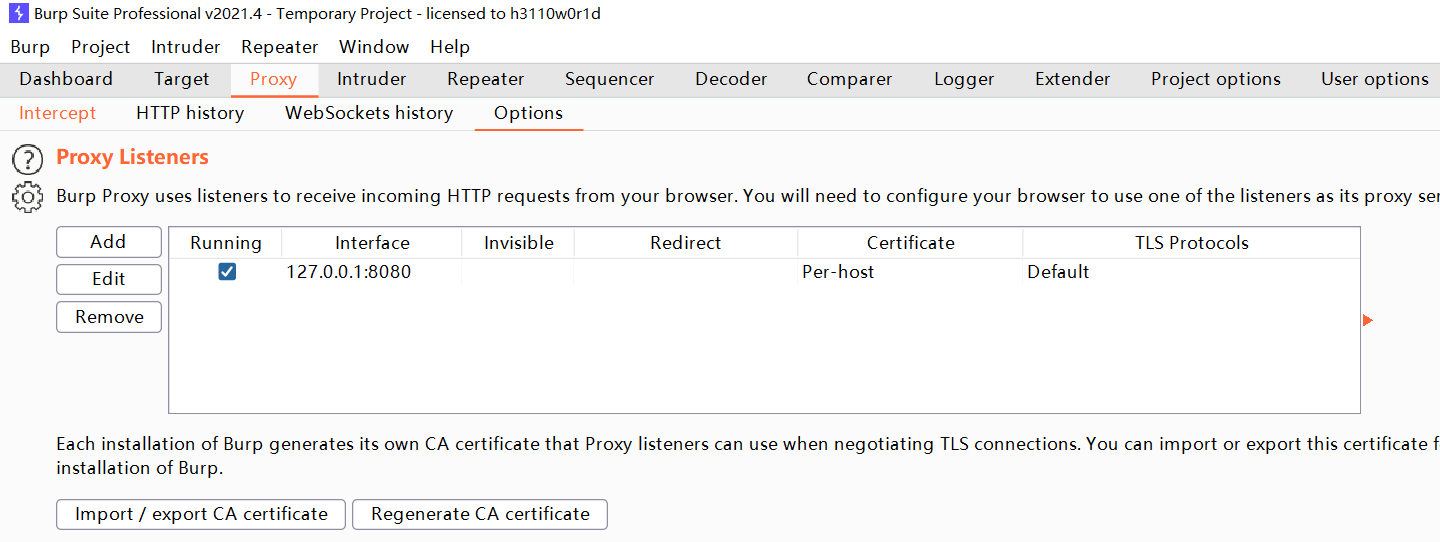 Burp Suite Professional v2021.4 - Temporary Project - licensed to h3110w0r1d
Burp Project Intruder Repeater Window Help
Dashboard Target Proxy Intruder Repeater Sequencer Decoder Comparer Logger Extender Project options User options
Intercept HTTP history WebSockets history Options
? Proxy Listeners
Burp Proxy uses listeners to receive incoming HTTP requests from your browser. You will need to configure your browser to use one of the listeners as its proxy ser
Add
Edit
Remove
Running Interface Invisible Redirect Certificate TLS Protocols
127.0.0.1:8080 Per-host Default
Each installation of Burp generates its own CA certificate that Proxy listeners can use when negotiating TLS connections. You can import or export this certificate f
installation of Burp.
Import / export CA certificate Regenerate CA certificate